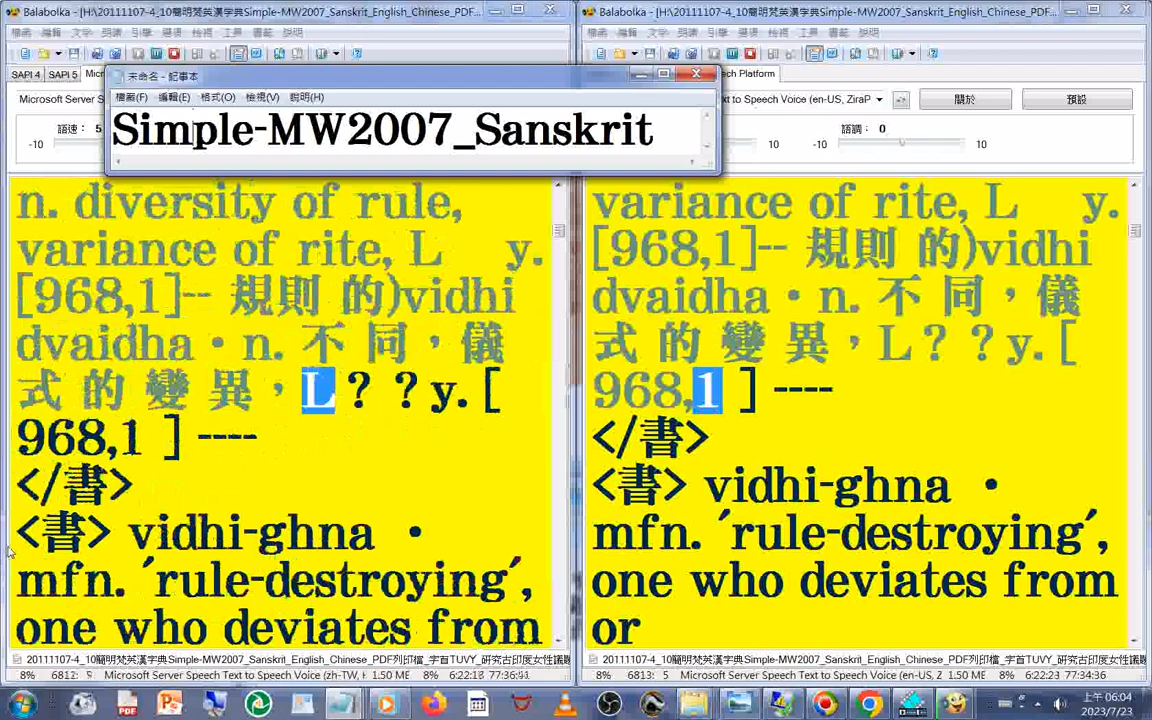 Balabolka - [H:\20111107-4_10簡明梵英漢字典Simple-MW2007_Sanskrit_English_Chinese_PDF...
Balabolka - [H:\20111107-4_10簡明梵英漢字典Simple-MW2007_Sanskrit_English_Chinese_PDF...
SAPI 4 SAPI 5
未命名 - 記事本
檔案(F) 編輯(E) 格式(O) 檢視(V) 說明(H)
Simple-MW2007_Sanskrit
Microsoft Server S
語速： 5
-10
ech Platform
xt to Speech Voice (en-US, ZiraP
關於 預設
語調： 0
10 -10 10
n. diversity of rule,
variance of rite, L y.
[968,1]-- 規則 的)vidhi
dvaidha・n. 不 同，儀
式 的 變 異，L？？y. [
968,1 ] ----
</書>
<書> vidhi-ghna ・
mfn. ´rule-destroying´,
one who deviates from
variance of rite, L y.
[968,1]-- 規則 的)vidhi
dvaidha・n. 不 同，儀
式 的 變 異，L？？y. [
968,1 ] ----
</書>
<書> vidhi-ghna ・
mfn. ´rule-destroying´,
one who deviates from
or
20111107-4_10簡明梵英漢字典Simple-MW2007_Sanskrit_English_Chinese_PDF列印檔_字首TUVY_研究古印度女性議題
20111107-4_10簡明梵英漢字典Simple-MW2007_Sanskrit_English_Chinese_PDF列印檔_字首TUVY_研究古印度女性議題
8% Microsoft Server Speech Text to Speech Voice (zh-TW, 1.50 MB 8%
8% Microsoft Server Speech Text to Speech Voice (en-US, 1.50 MB 8% 77:34:36
上午 06:04
2023/7/23